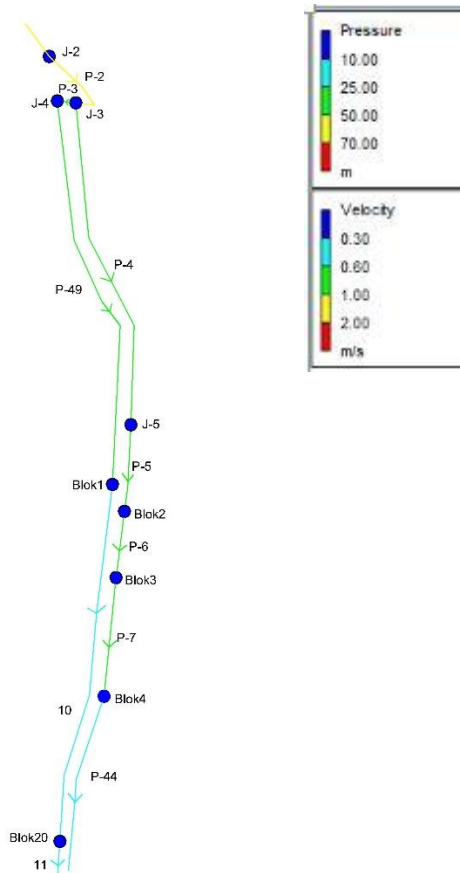 J-2
P-2
P-3
J-4
J-3
P-4
P-49
J-5
P-5
Blok1
Blok2
P-6
Blok3
P-7
Blok4
10
P-44
Blok20
11
Pressure
10.00
25.00
50.00
70.00
m
Velocity
0.30
0.60
1.00
2.00
m/s